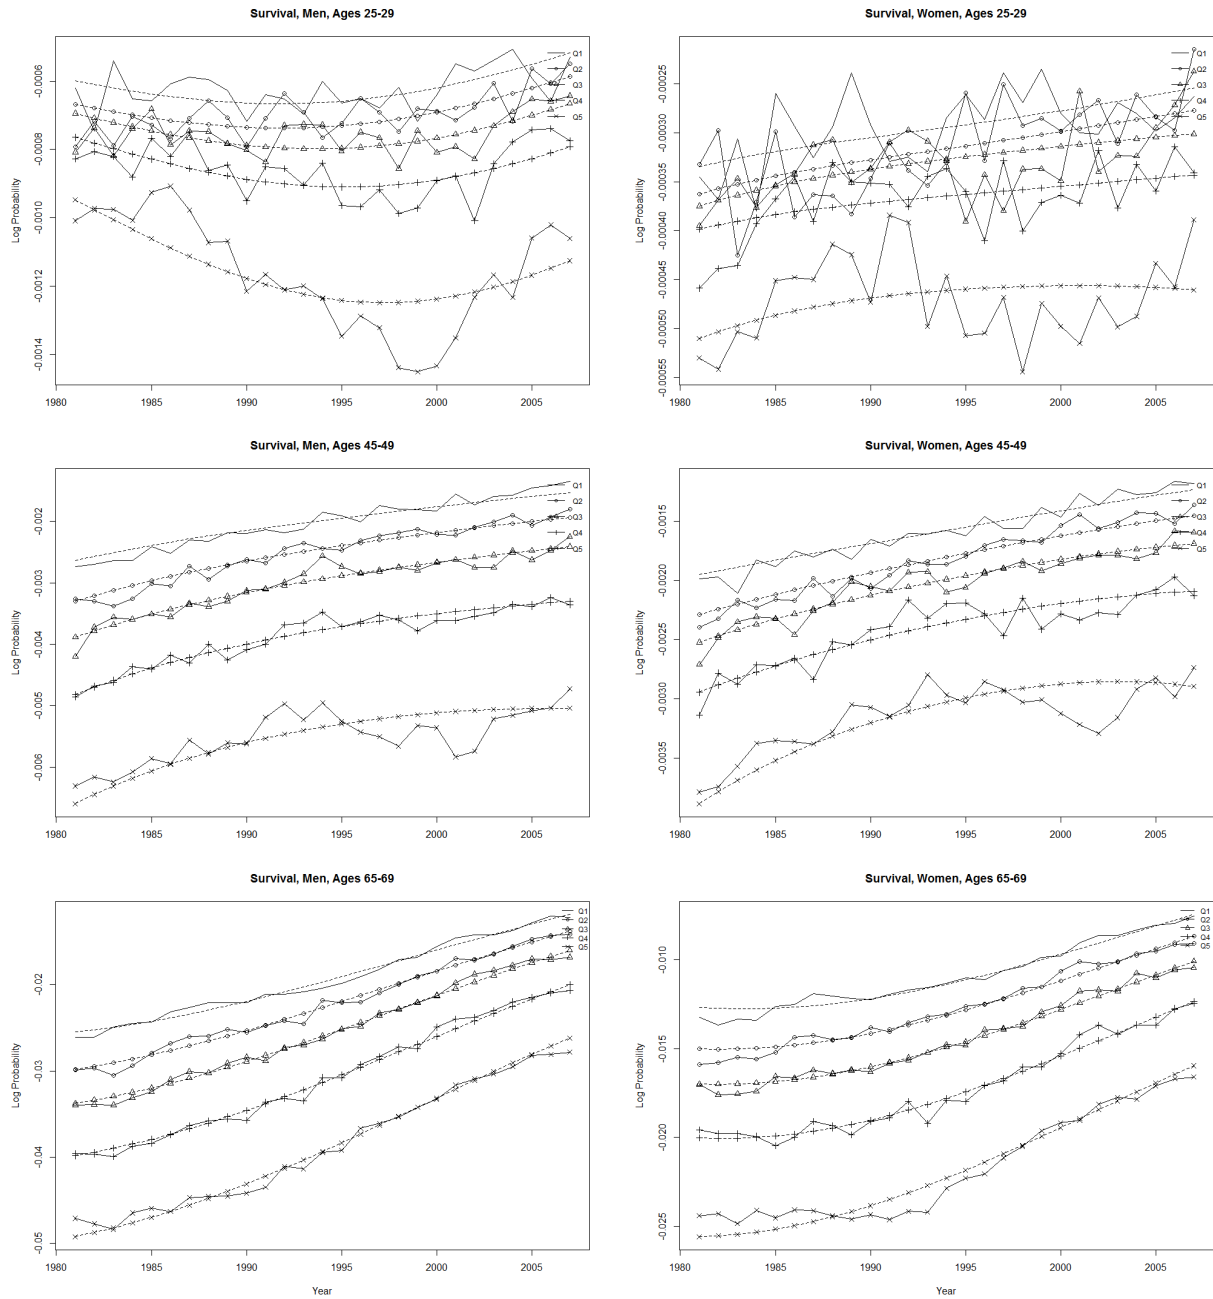 Survival, Men, Ages 25-29
Log Probability
-0.0006
-0.0008
-0.0010
-0.0012
-0.0014
1980 1985 1990 1995 2000 2005
Q1
Q2
Q3
Q4
Q5
Survival, Women, Ages 25-29
Log Probability
-0.00025
-0.00030
-0.00035
-0.00040
-0.00045
-0.00050
-0.00055
1980 1985 1990 1995 2000 2005
Q1
Q2
Q3
Q4
Q5
Survival, Men, Ages 45-49
Log Probability
-0.002
-0.003
-0.004
-0.005
-0.006
1980 1985 1990 1995 2000 2005
Q1
Q2
Q3
Q4
Q5
Survival, Women, Ages 45-49
Log Probability
-0.0015
-0.0020
-0.0025
-0.0030
-0.0035
1980 1985 1990 1995 2000 2005
Q1
Q2
Q3
Q4
Q5
Survival, Men, Ages 65-69
Log Probability
-0.02
-0.03
-0.04
-0.05
1980 1985 1990 1995 2000 2005
Year
Q1
Q2
Q3
Q4
Q5
Survival, Women, Ages 65-69
Log Probability
-0.010
-0.015
-0.020
-0.025
1980 1985 1990 1995 2000 2005
Year
Q1
Q2
Q3
Q4
Q5